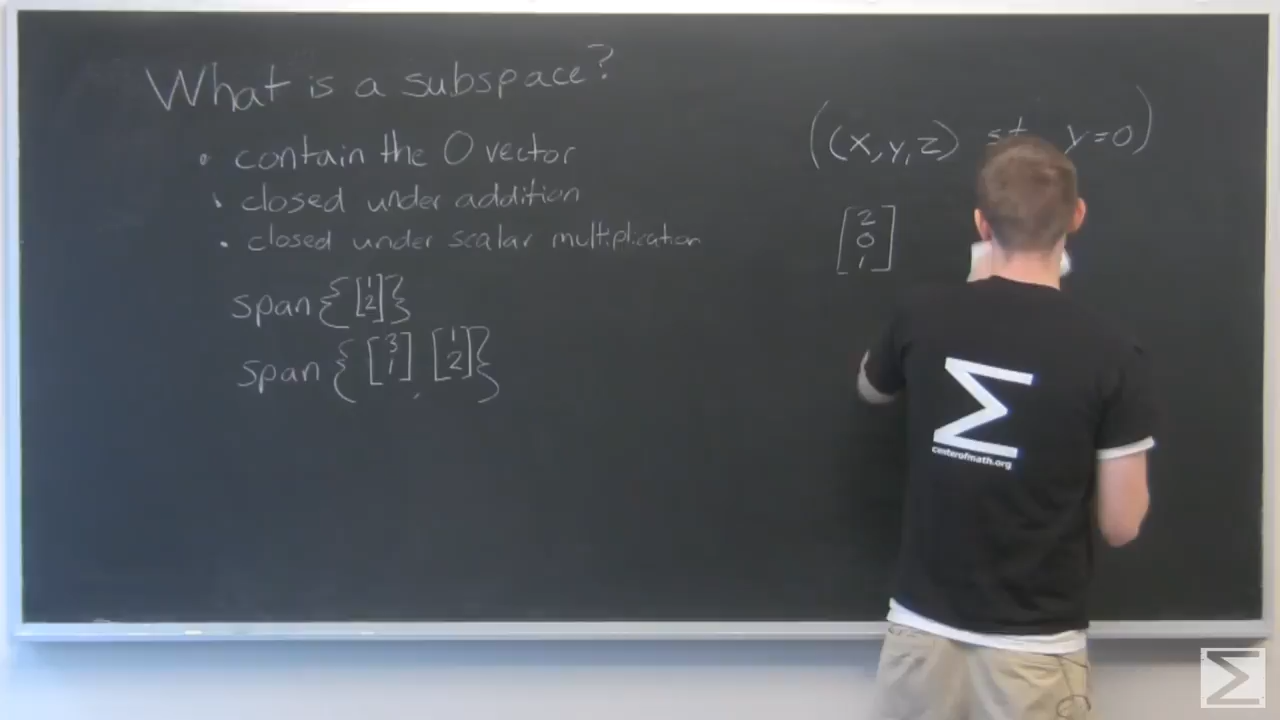 What is a subspace?
• contain the 0 vector
• closed under addition
• closed under scalar multiplication
span { [1 2] }
span { [3 1] , [1 2] }
((x,y,z) st y=0)
[2 0 1]
Σ
centerofmath.org
Σ